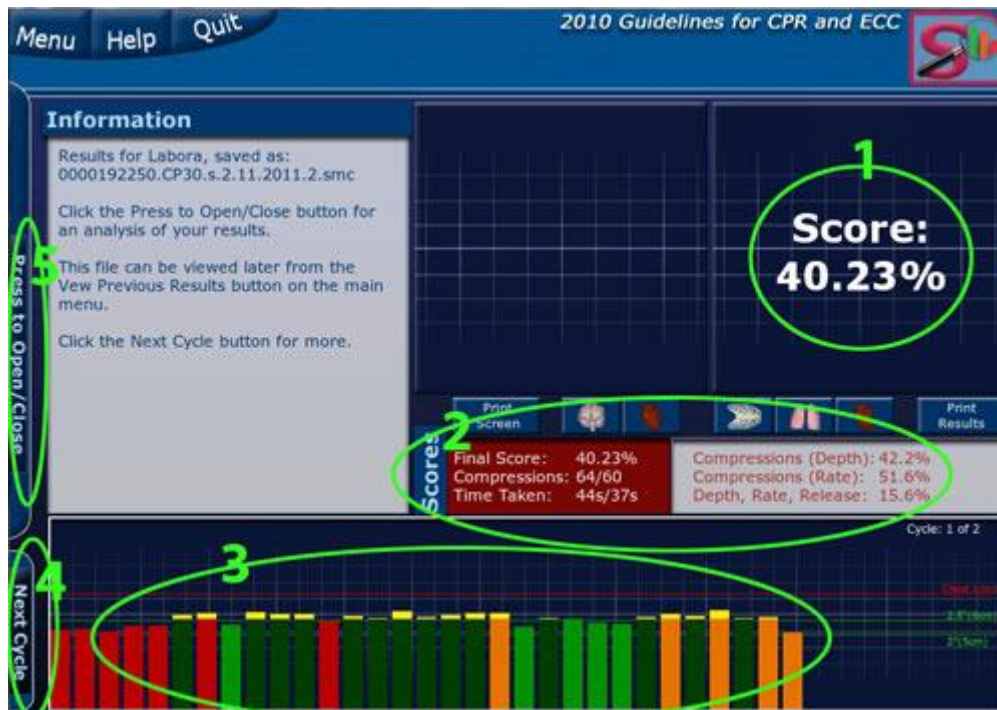 Menu Help Quit
2010 Guidelines for CPR and ECC
S
Information
Results for Labora, saved as:
0000192250.CP30.s.2.11.2011.2.smc
Click the Press to Open/Close button for
an analysis of your results.
This file can be viewed later from the
Vew Previous Results button on the main
menu.
Click the Next Cycle button for more.
1
Score:
40.23%
5
Press to Open/Close
Print
Screen
Print
Results
2
Scores
Final Score: 40.23%
Compressions: 64/60
Time Taken: 44s/37s
Compressions (Depth): 42.2%
Compressions (Rate): 51.6%
Depth, Rate, Release: 15.6%
Cycle: 1 of 2
3
4
Next Cycle
2.5"(6cm)
2"(5cm)